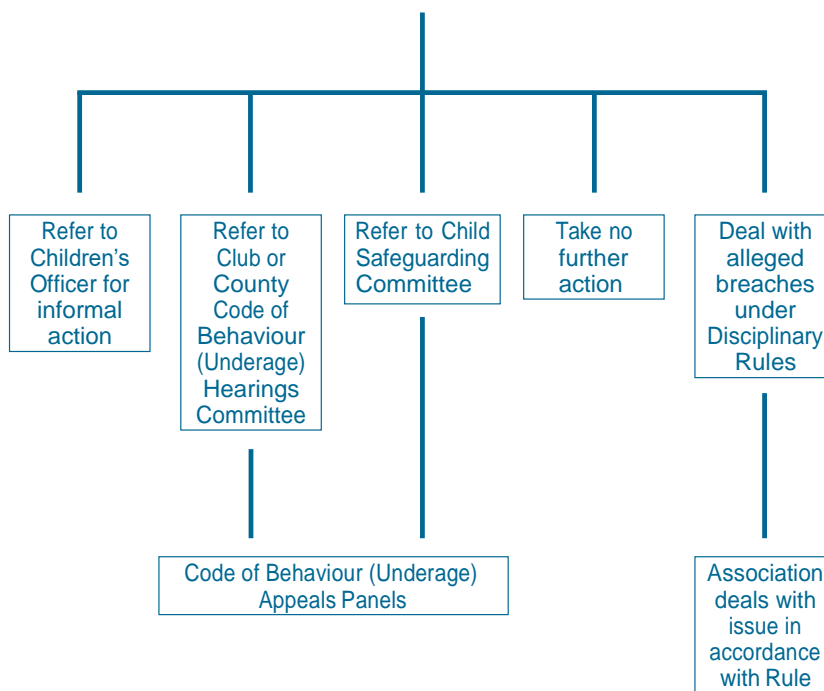 Refer to
Children's
Officer for
informal
action
Refer to
Club or
County
Code of
Behaviour
(Underage)
Hearings
Committee
Refer to Child
Safeguarding
Committee
Take no
further
action
Deal with
alleged
breaches
under
Disciplinary
Rules
Code of Behaviour (Underage)
Appeals Panels
Association
deals with
issue in
accordance
with Rule